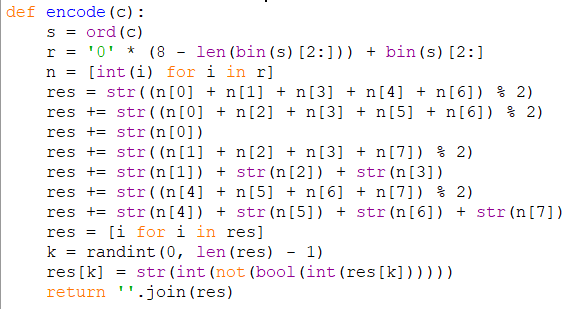 def encode(c):
    s = ord(c)
    r = '0' * (8 - len(bin(s)[2:])) + bin(s)[2:]
    n = [int(i) for i in r]
    res = str((n[0] + n[1] + n[3] + n[4] + n[6]) % 2)
    res += str((n[0] + n[2] + n[3] + n[5] + n[6]) % 2)
    res += str(n[0])
    res += str((n[1] + n[2] + n[3] + n[7]) % 2)
    res += str(n[1]) + str(n[2]) + str(n[3])
    res += str((n[4] + n[5] + n[6] + n[7]) % 2)
    res += str(n[4]) + str(n[5]) + str(n[6]) + str(n[7])
    res = [i for i in res]
    k = randint(0, len(res) - 1)
    res[k] = str(int(not(bool(int(res[k])))))
    return ''.join(res)